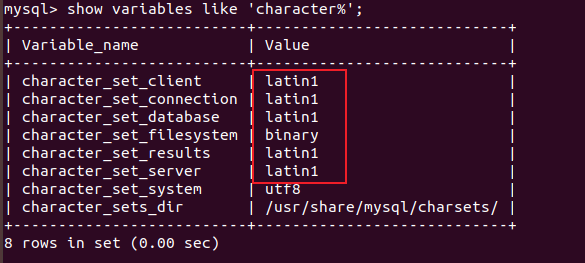 mysql> show variables like 'character%';
+--------------------------+----------------------------+
| Variable_name | Value |
+--------------------------+----------------------------+
| character_set_client | latin1 |
| character_set_connection | latin1 |
| character_set_database | latin1 |
| character_set_filesystem | binary |
| character_set_results | latin1 |
| character_set_server | latin1 |
| character_set_system | utf8 |
| character_sets_dir | /usr/share/mysql/charsets/ |
+--------------------------+----------------------------+
8 rows in set (0.00 sec)